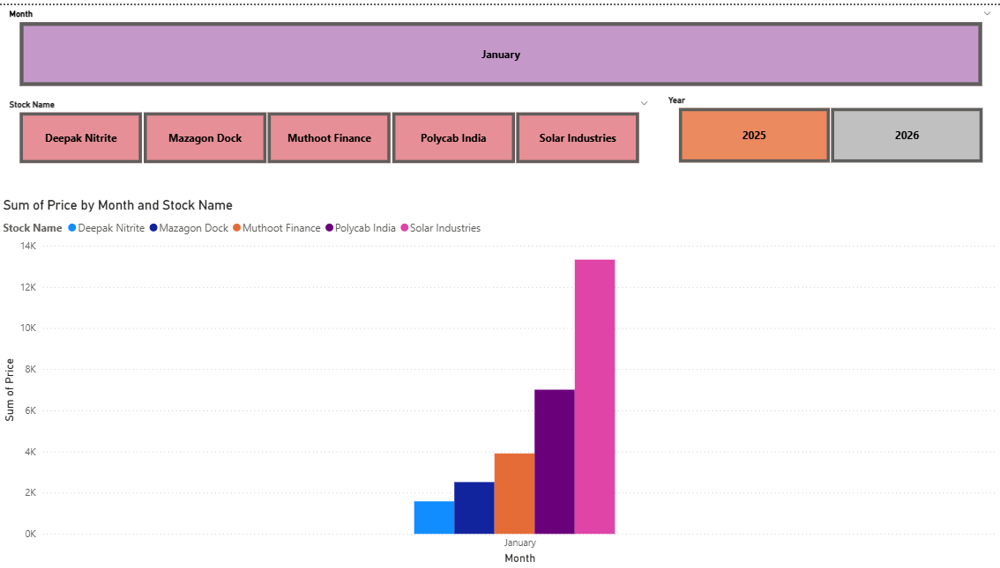 Month
January
Stock Name
Year
Deepak Nitrite Mazagon Dock Muthoot Finance Polycab India Solar Industries
2025 2026
Sum of Price by Month and Stock Name
Stock Name Deepak Nitrite Mazagon Dock Muthoot Finance Polycab India Solar Industries
14K
12K
10K
8K
6K
4K
2K
0K
Sum of Price
January
Month